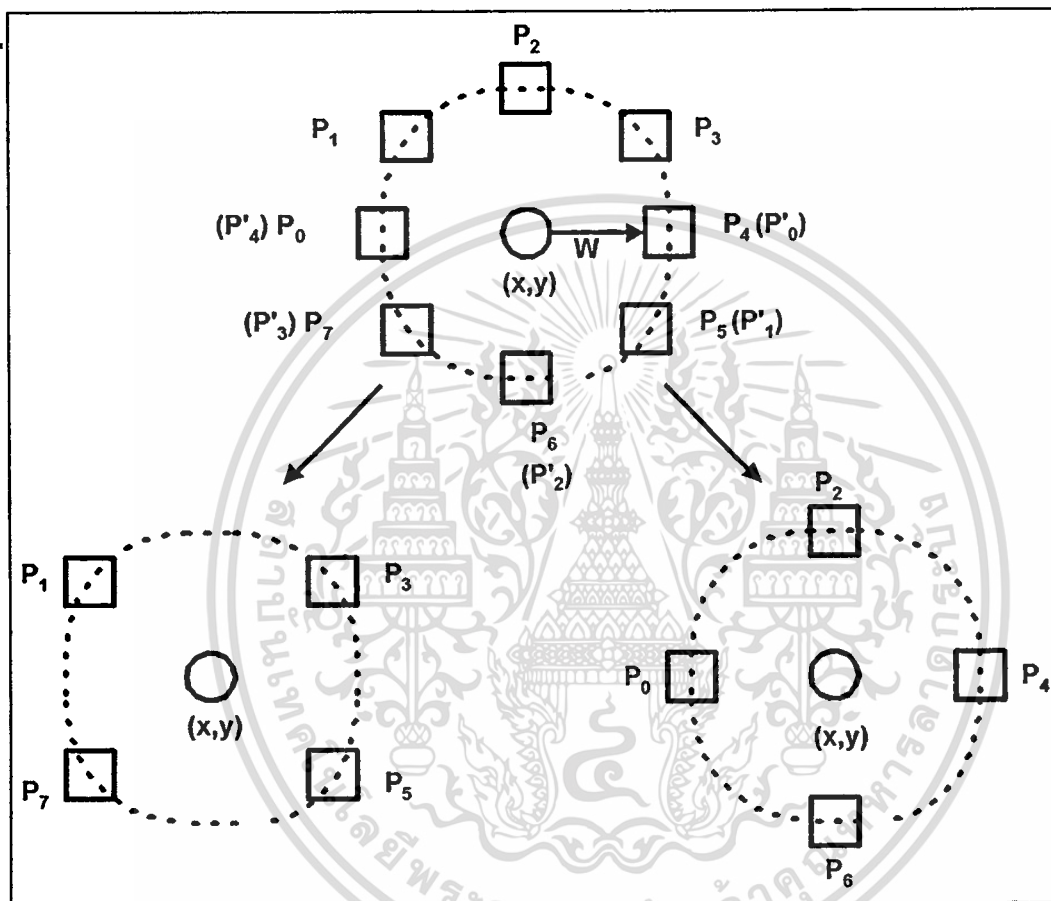 P₂
P₁
P₃
(P'₄) P₀
W
P₄ (P'₀)
(x,y)
(P'₃) P₇
P₅ (P'₁)
P₆
(P'₂)
P₂
P₁
P₃
P₀
P₄
(x,y)
(x,y)
P₇
P₅
P₆